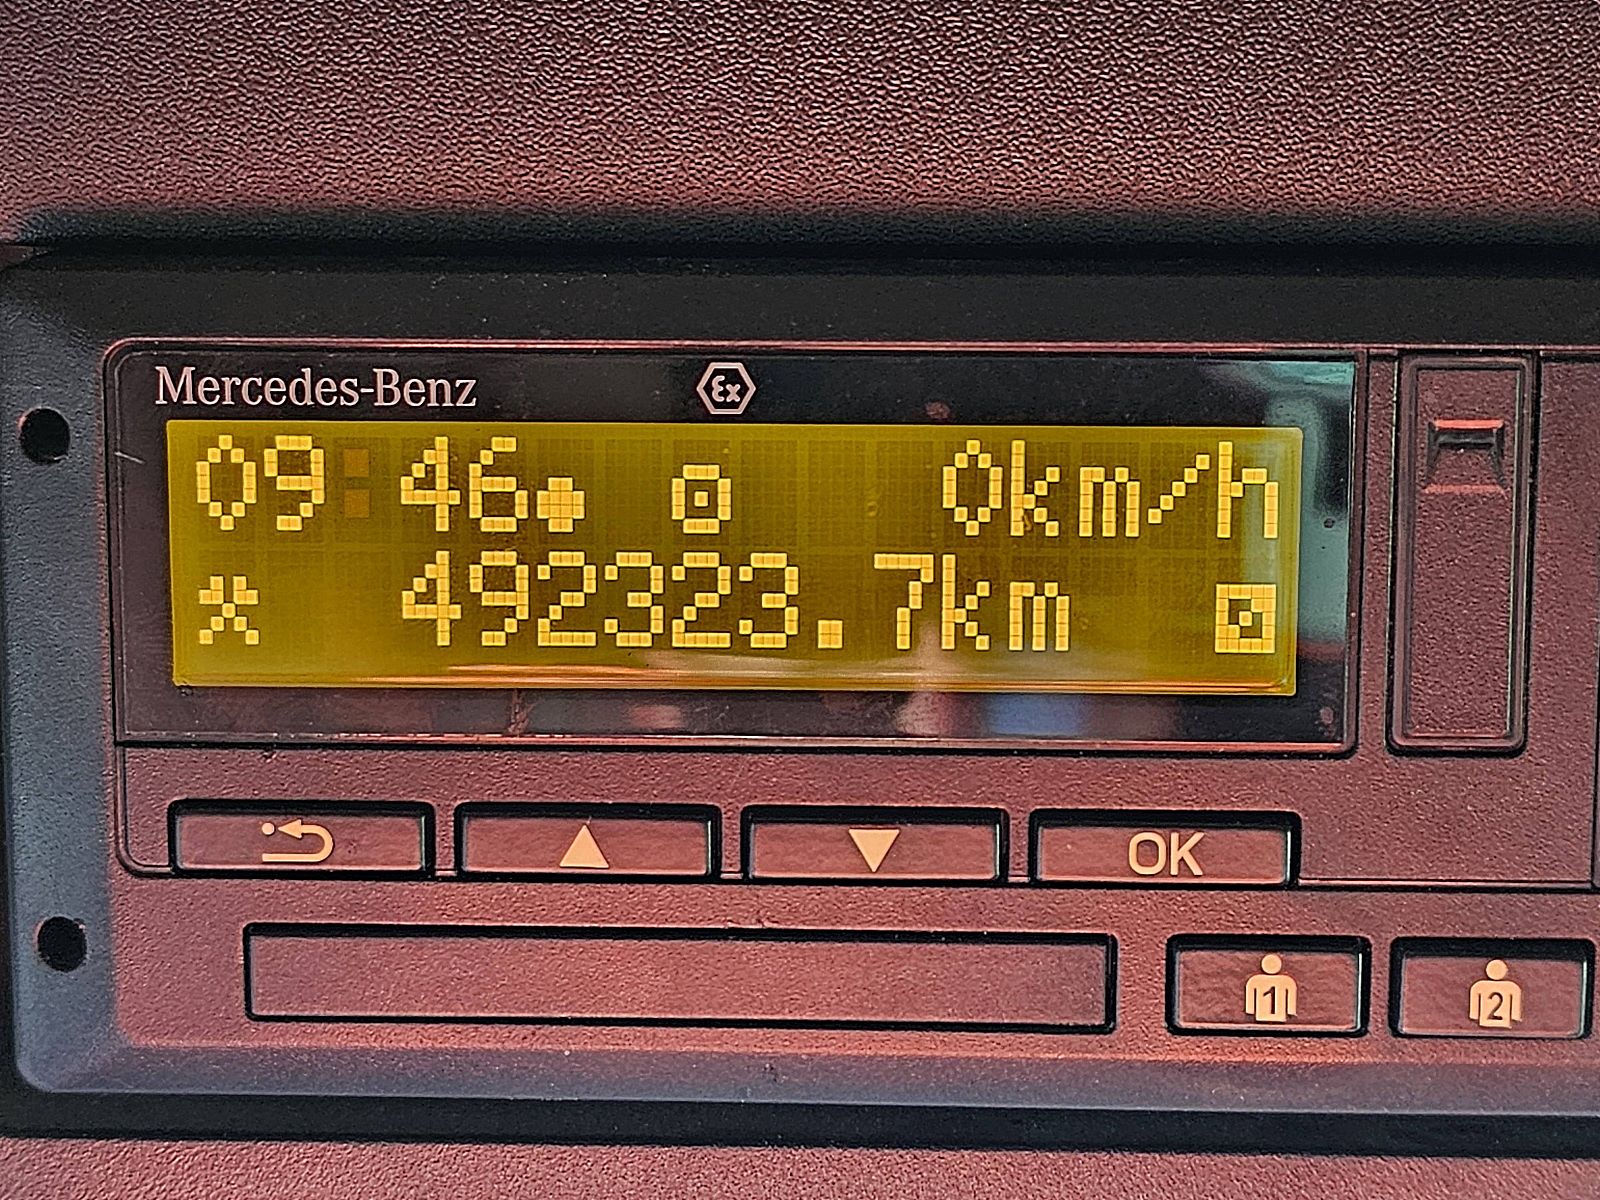 Mercedes-Benz
Ex
09:46 0km/h
492323.7km
OK
1 2